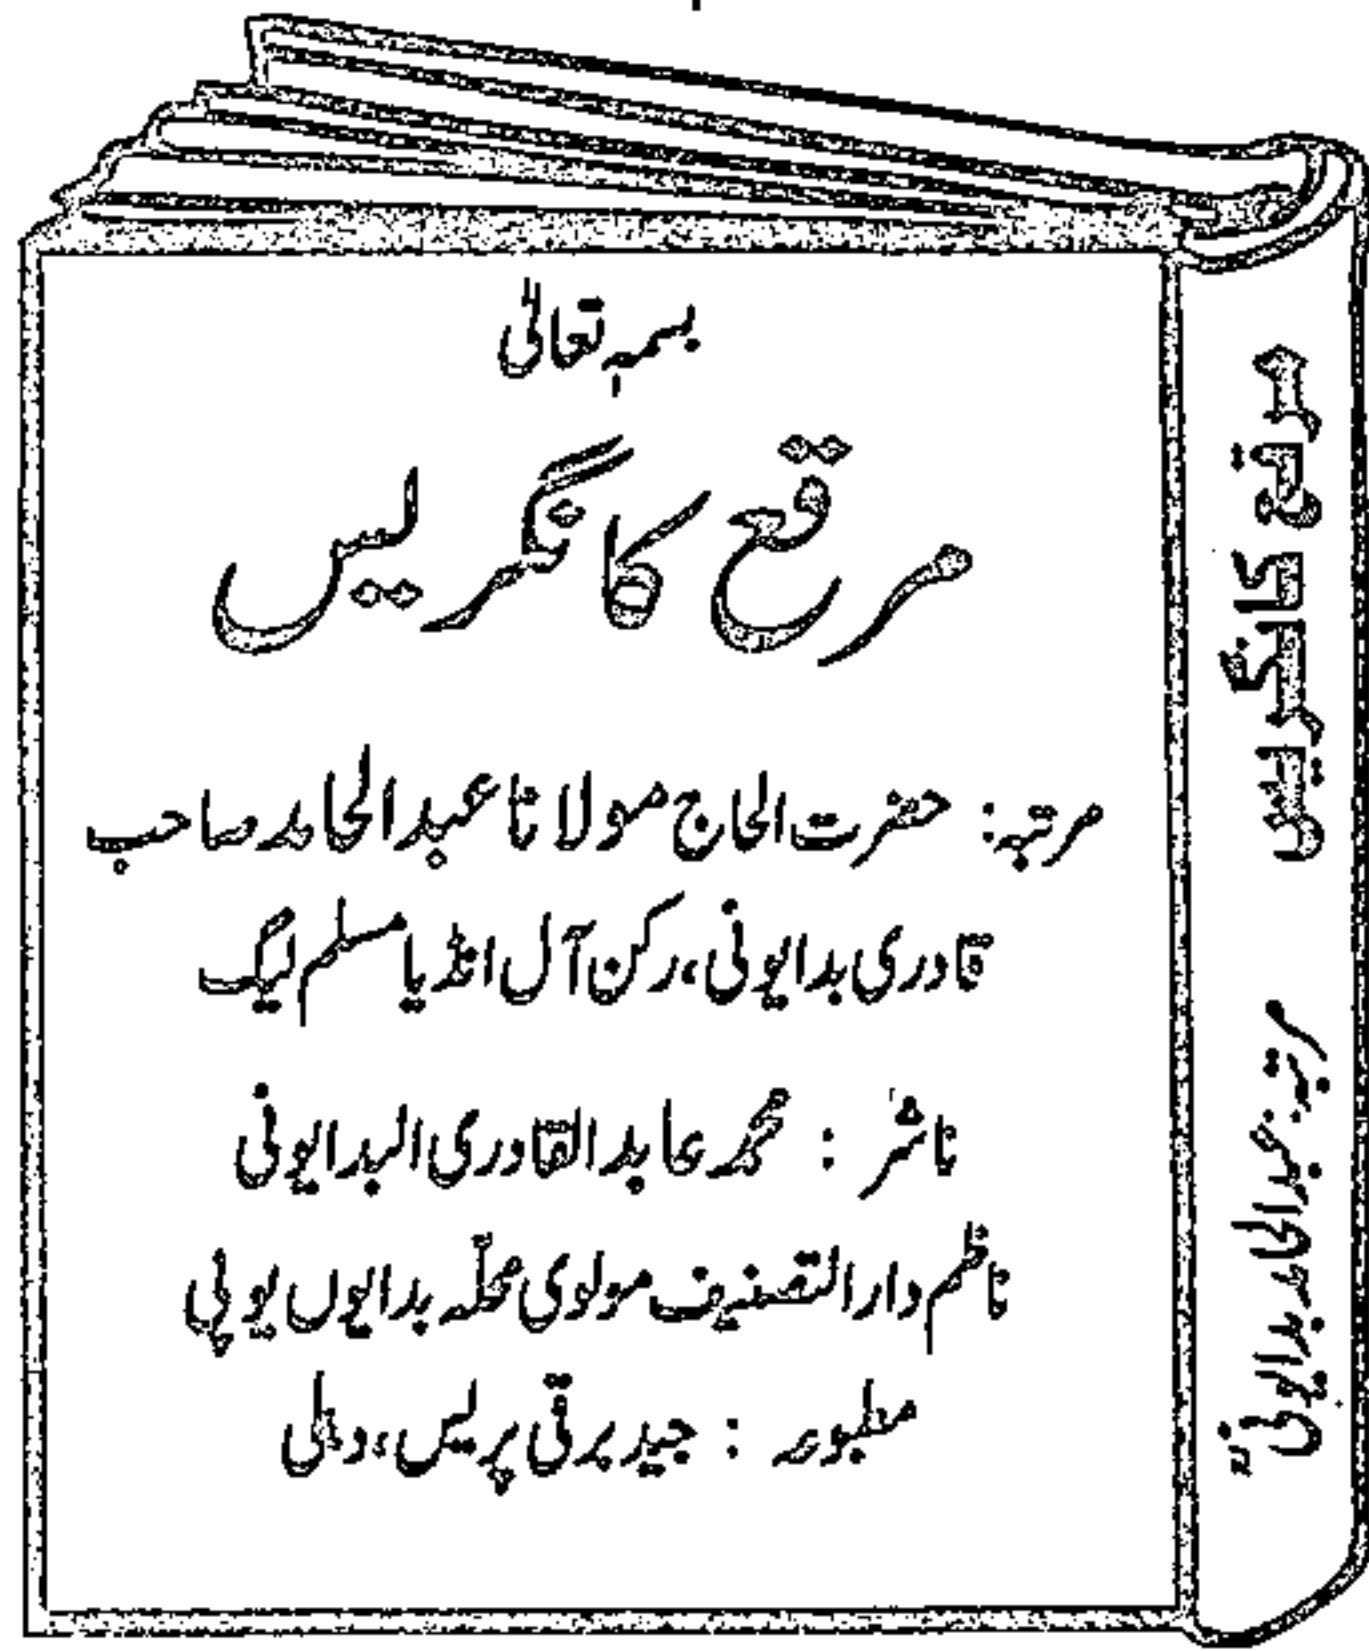 بسمہٖ تعالیٰ
مرقع کانگریس
مرتبہ: حضرت الحاج مولانا عبدالحامد صاحب
قادری بدایونی، رکن آل انڈیا مسلم لیگ
ناشر : محمد عابد القادری البدایونی
ناظم دارالتصنیف مولوی محلّہ بدایوں یوپی
مطبوعہ : جید برقی پریس، دہلی
مرقع کانگریس
مرتبہ: عبدالحامد بدایونیؒ